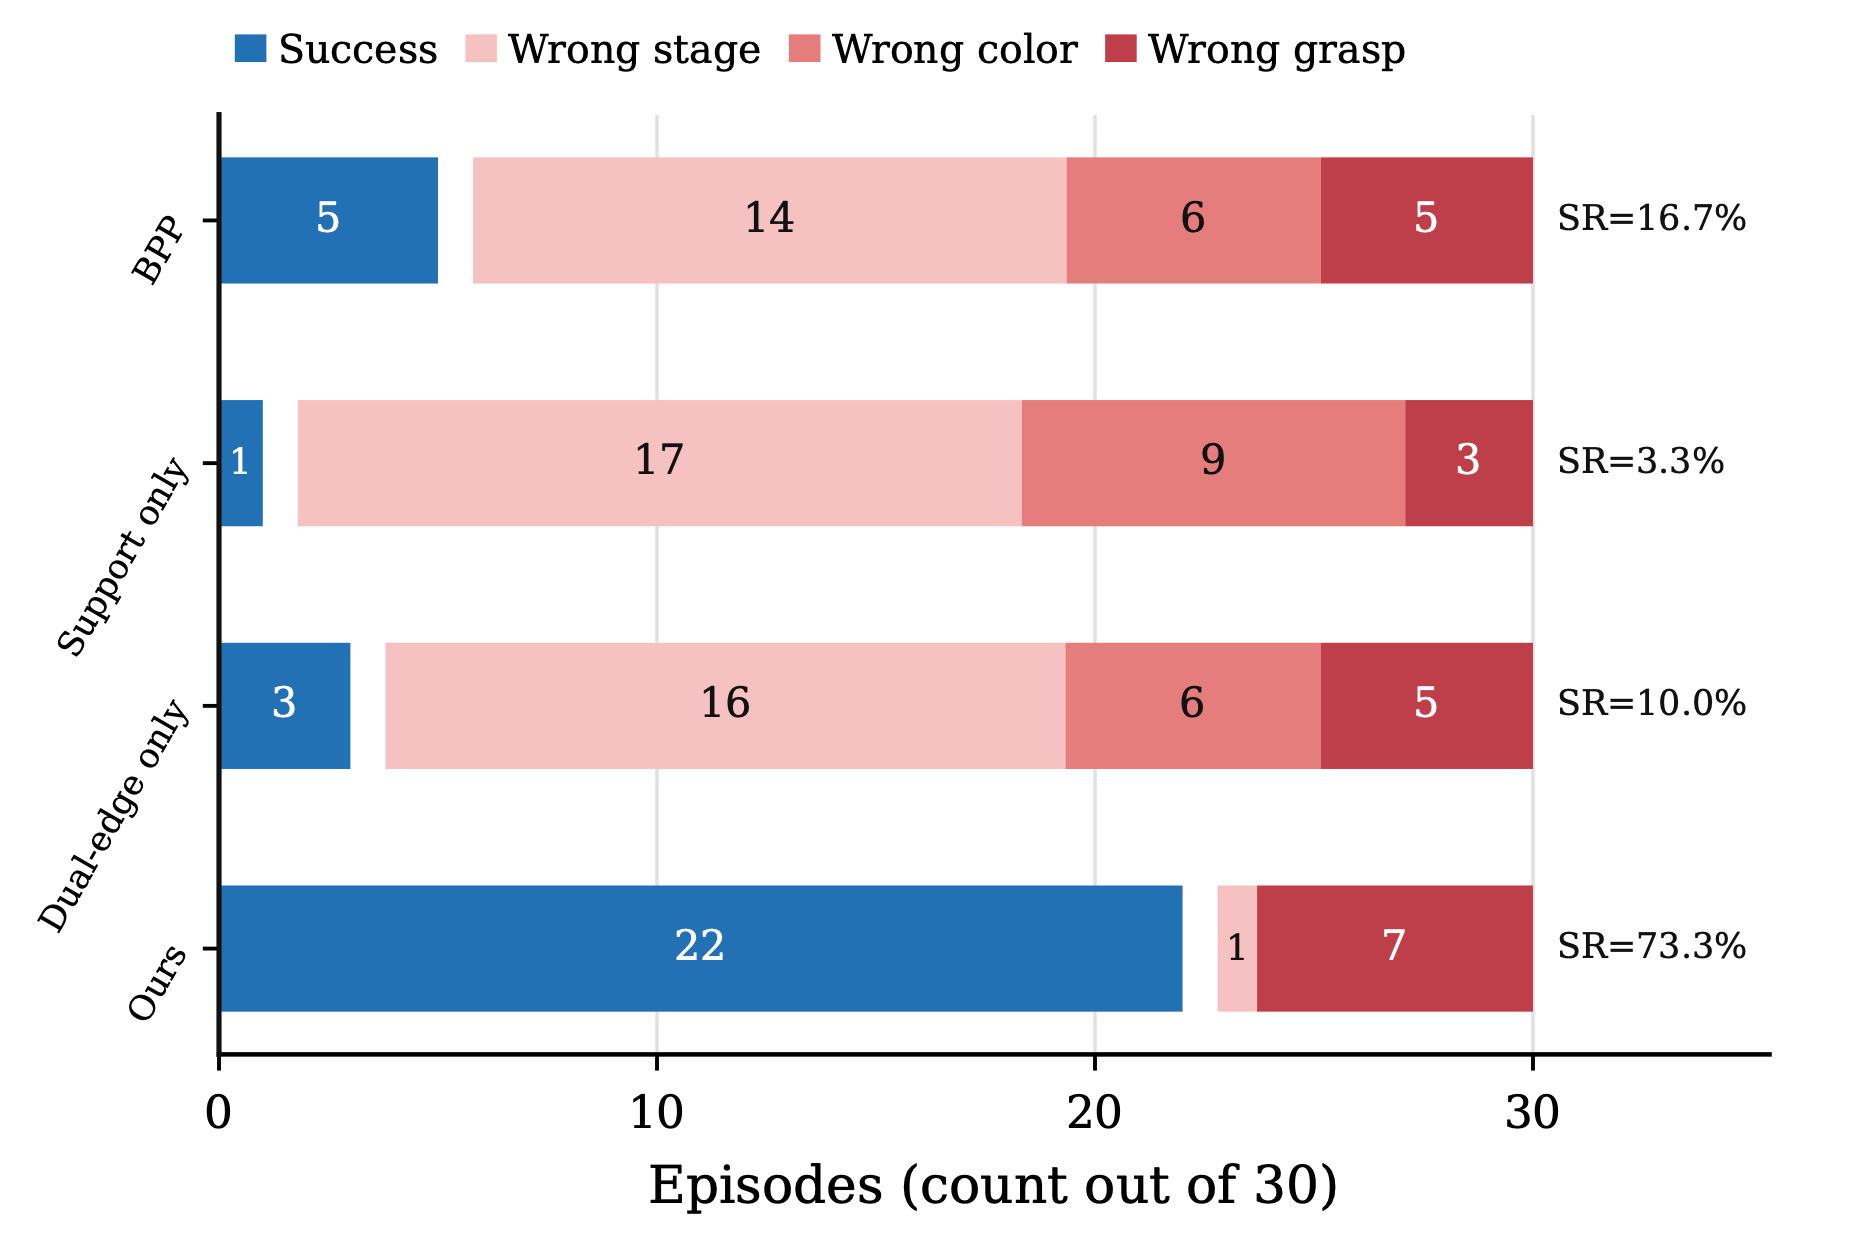 Success Wrong stage Wrong color Wrong grasp
BPP 5 14 6 5 SR=16.7%
Support only 1 17 9 3 SR=3.3%
Dual-edge only 3 16 6 5 SR=10.0%
Ours 22 1 7 SR=73.3%
0 10 20 30
Episodes (count out of 30)